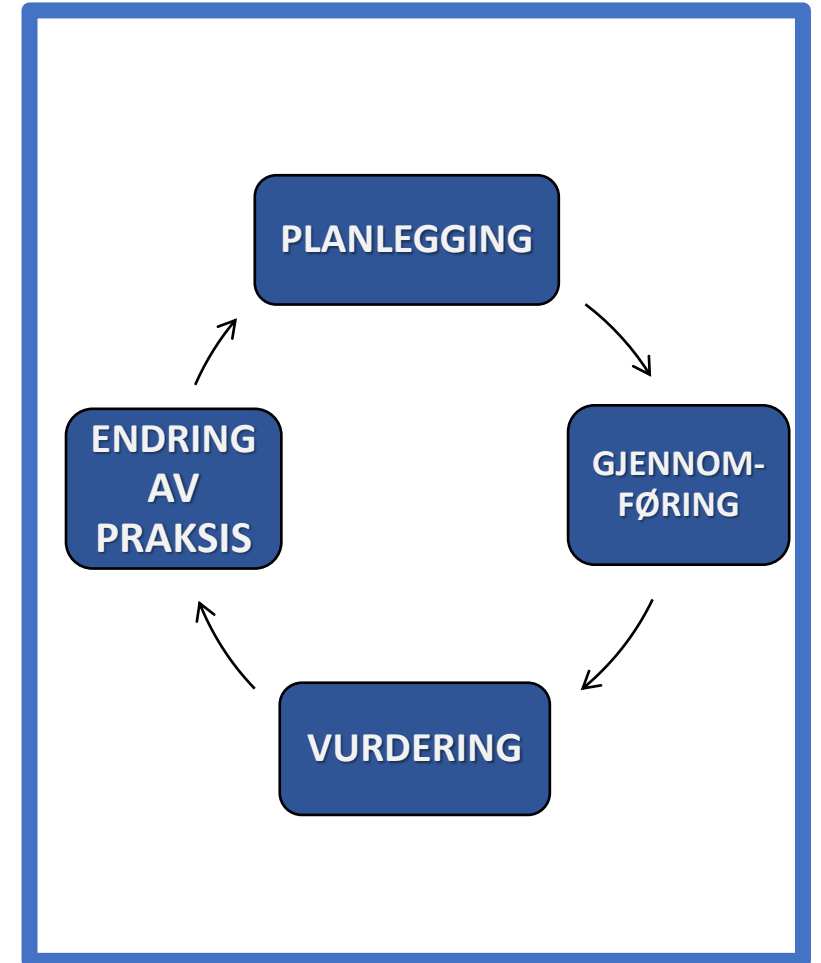 PLANLEGGING
GJENNOM-
FØRING
VURDERING
ENDRING
AV
PRAKSIS